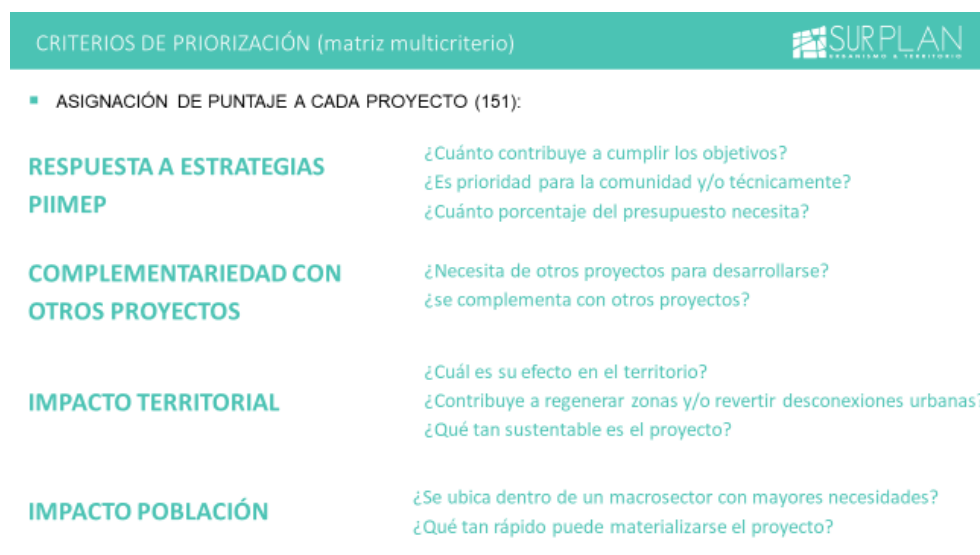 CRITERIOS DE PRIORIZACIÓN (matriz multicriterio)
SURPLAN
URBANISMO & TERRITORIO
ASIGNACIÓN DE PUNTAJE A CADA PROYECTO (151):
RESPUESTA A ESTRATEGIAS
PIIMEP
¿Cuánto contribuye a cumplir los objetivos?
¿Es prioridad para la comunidad y/o técnicamente?
¿Cuánto porcentaje del presupuesto necesita?
COMPLEMENTARIEDAD CON
OTROS PROYECTOS
¿Necesita de otros proyectos para desarrollarse?
¿se complementa con otros proyectos?
IMPACTO TERRITORIAL
¿Cuál es su efecto en el territorio?
¿Contribuye a regenerar zonas y/o revertir desconexiones urbanas?
¿Qué tan sustentable es el proyecto?
IMPACTO POBLACIÓN
¿Se ubica dentro de un macrosector con mayores necesidades?
¿Qué tan rápido puede materializarse el proyecto?